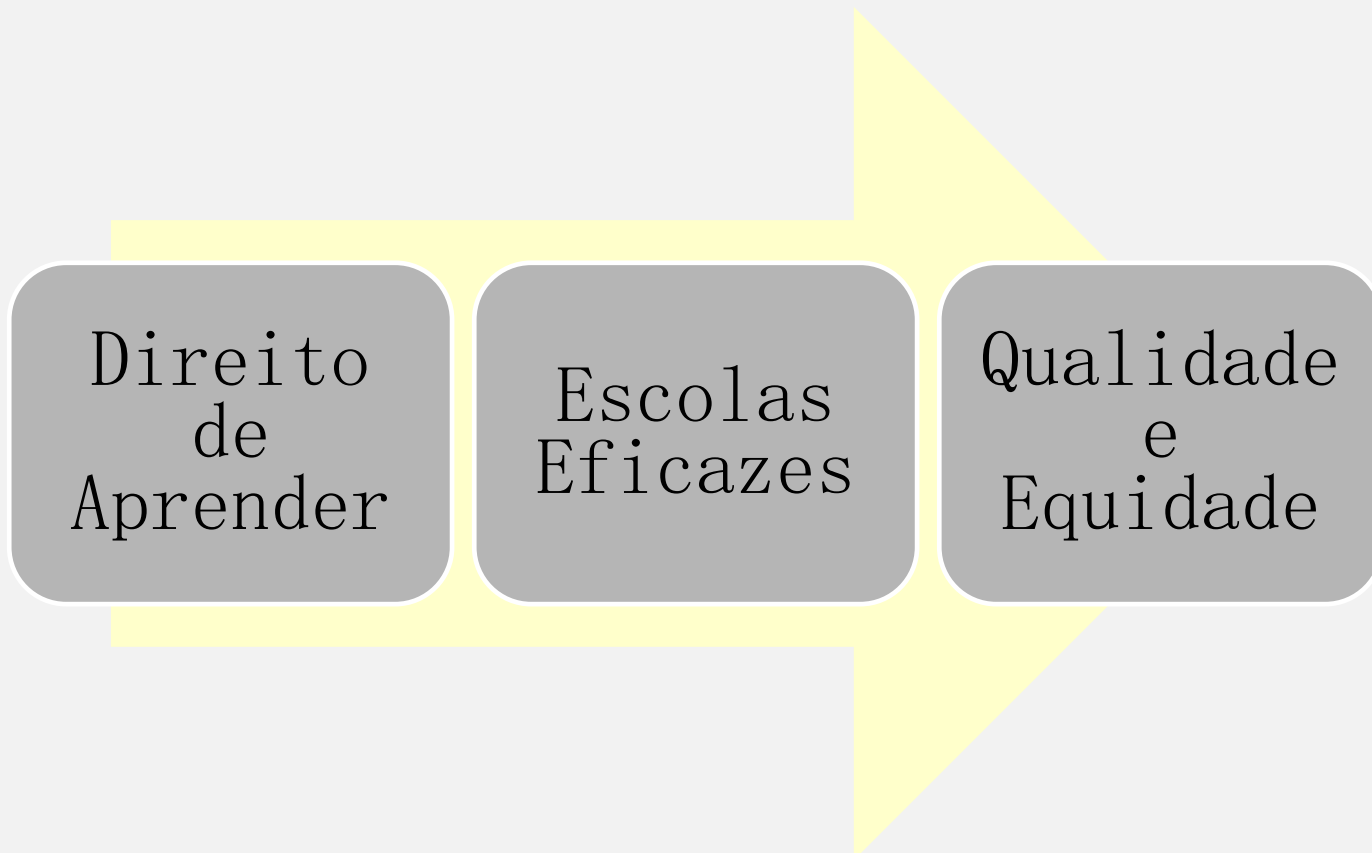 Direito
de
Aprender
Escolas
Eficazes
Qualidade
e
Equidade